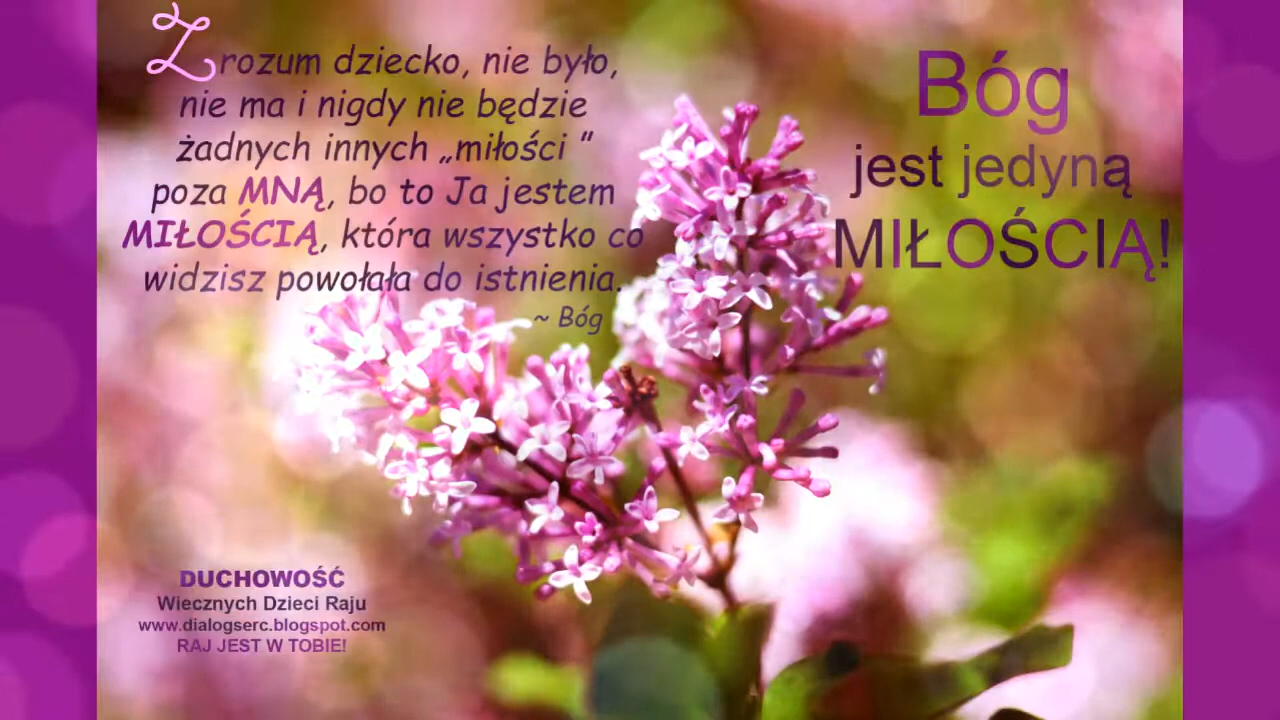 Zrozum dziecko, nie było,
nie ma i nigdy nie będzie
żadnych innych „miłości “
poza MNĄ, bo to Ja jestem
MIŁOŚCIĄ, która wszystko co
widzisz powołała do istnienia.
~ Bóg
Bóg
jest jedyną
MIŁOŚCIĄ!
DUCHOWOŚĆ
Wiecznych Dzieci Raju
www.dialogserc.blogspot.com
RAJ JEST W TOBIE!